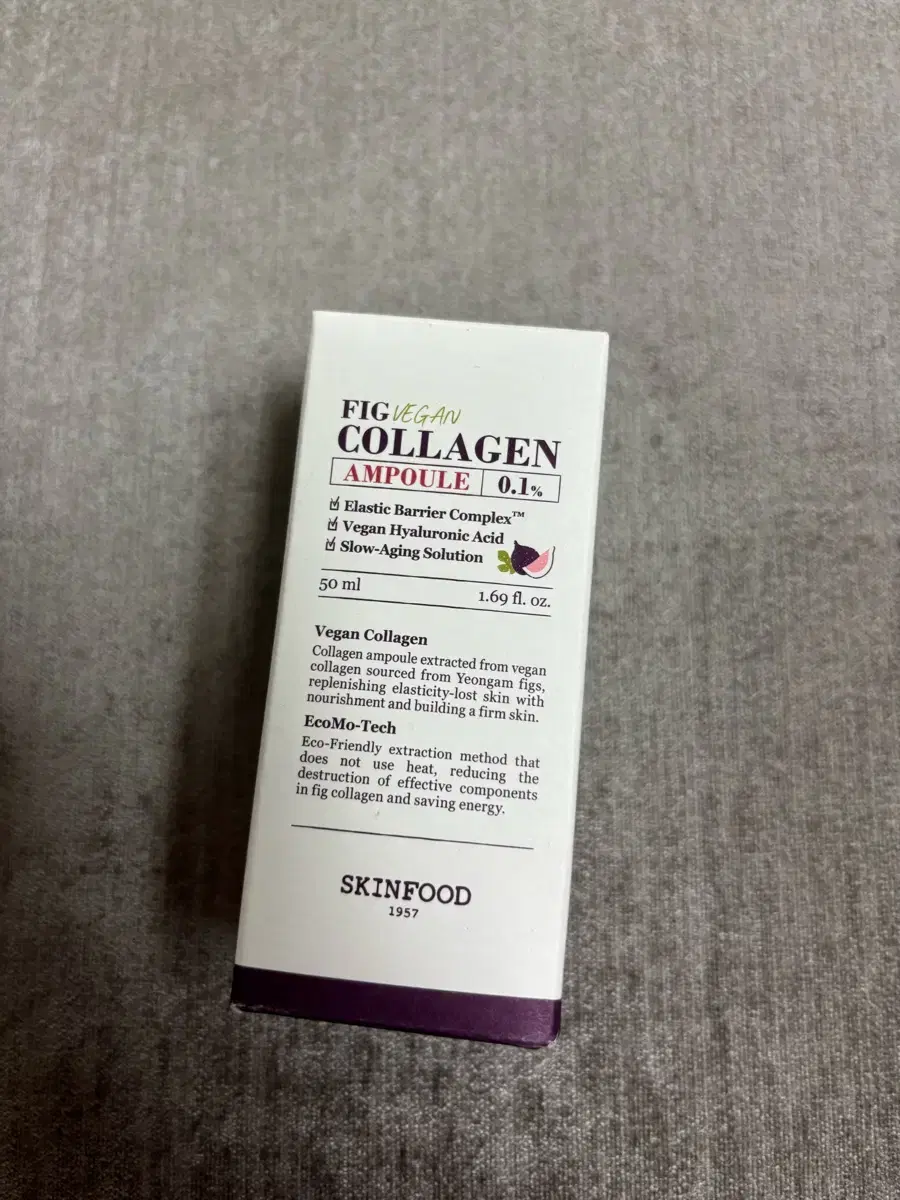 FIG VEGAN
COLLAGEN
AMPOULE 0.1%
Elastic Barrier Complex™
Vegan Hyaluronic Acid
Slow-Aging Solution
50 ml 1.69 fl. oz.
Vegan Collagen
Collagen ampoule extracted from vegan
collagen sourced from Yeongam figs,
replenishing elasticity-lost skin with
nourishment and building a firm skin.
EcoMo-Tech
Eco-Friendly extraction method that
does not use heat, reducing the
destruction of effective components
in fig collagen and saving energy.
SKINFOOD
1957